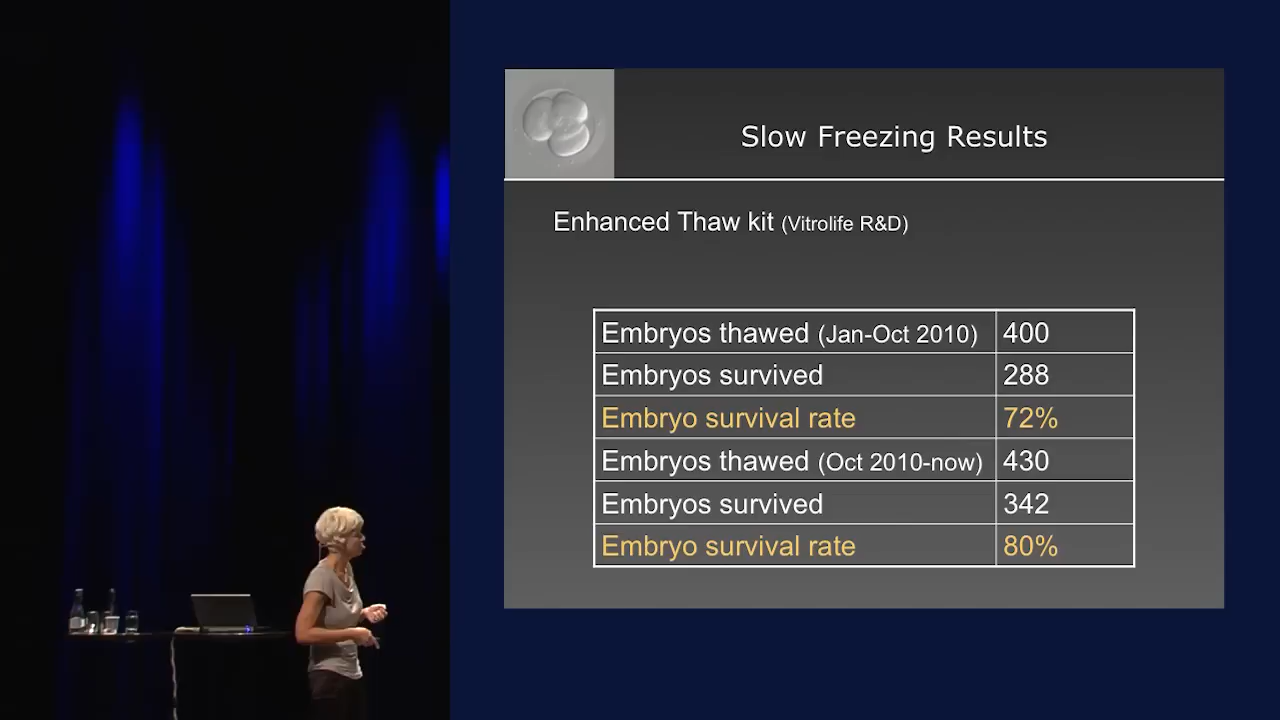 Slow Freezing Results
Enhanced Thaw kit (Vitrolife R&D)
Embryos thawed (Jan-Oct 2010) 400
Embryos survived 288
Embryo survival rate 72%
Embryos thawed (Oct 2010-now) 430
Embryos survived 342
Embryo survival rate 80%